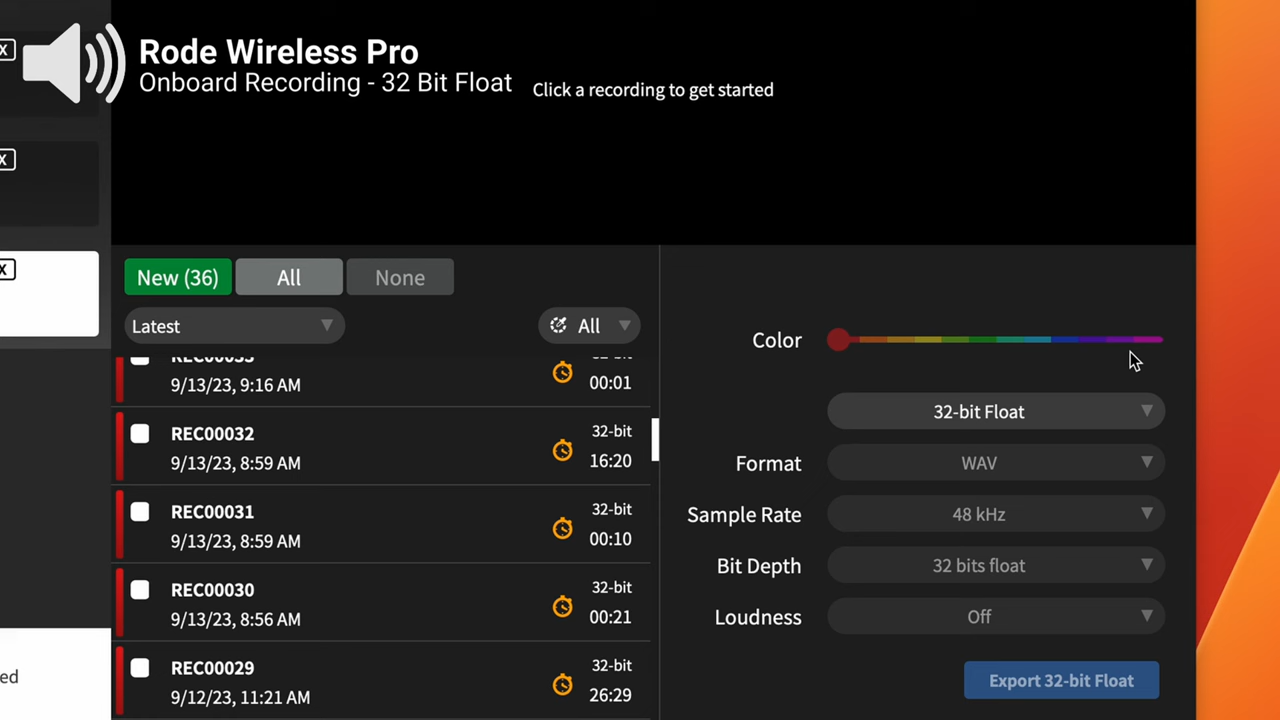 Rode Wireless Pro
Onboard Recording - 32 Bit Float
Click a recording to get started
X
X
X
New (36)
All
None
Latest
All
REC00033
32-bit
9/13/23, 9:16 AM
00:01
REC00032
32-bit
9/13/23, 8:59 AM
16:20
REC00031
32-bit
9/13/23, 8:59 AM
00:10
REC00030
32-bit
9/13/23, 8:56 AM
00:21
REC00029
32-bit
9/12/23, 11:21 AM
26:29
Color
32-bit Float
Format
WAV
Sample Rate
48 kHz
Bit Depth
32 bits float
Loudness
Off
Export 32-bit Float
ed